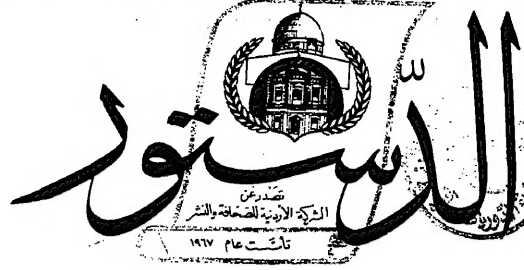 الدستور
تصدر عن
الشركة الأردنية للصحافة والنشر
تأسست عام ١٩٦٧